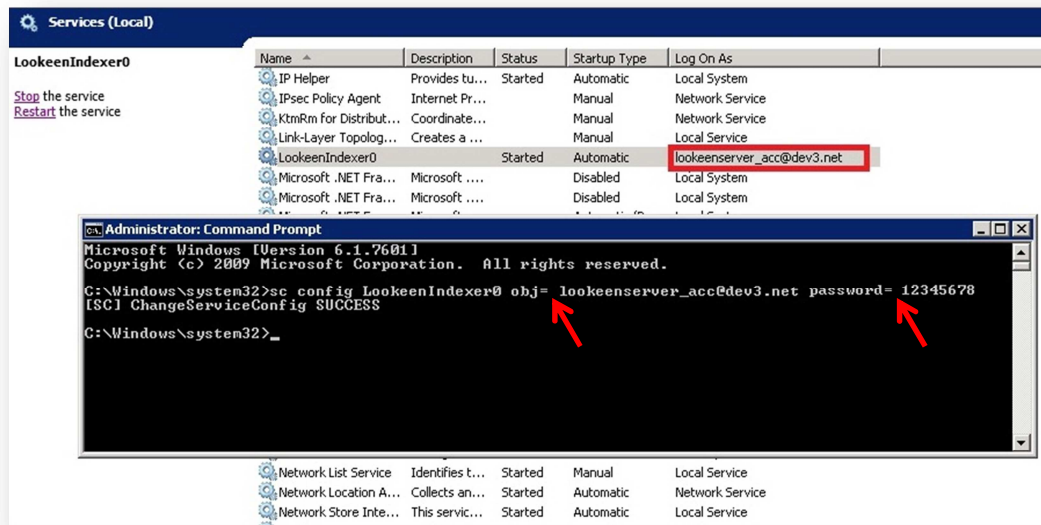 Services (Local)
LookeenIndexer0
Stop the service
Restart the service
Name Description Status Startup Type Log On As
IP Helper Provides tu... Started Automatic Local System
IPsec Policy Agent Internet Pr... Manual Network Service
KtmRm for Distribut... Coordinate... Manual Network Service
Link-Layer Topolog... Creates a ... Manual Local Service
LookeenIndexer0 Started Automatic lookeenserver_acc@dev3.net
Microsoft .NET Fra... Microsoft .... Disabled Local System
Microsoft .NET Fra... Microsoft .... Disabled Local System
Administrator: Command Prompt
Microsoft Windows [Version 6.1.7601]
Copyright (c) 2009 Microsoft Corporation. All rights reserved.
C:\Windows\system32>sc config LookeenIndexer0 obj= lookeenserver_acc@dev3.net password= 12345678
[SC] ChangeServiceConfig SUCCESS
C:\Windows\system32>_
Network List Service Identifies t... Started Manual Local Service
Network Location A... Collects an... Started Automatic Network Service
Network Store Inte... This servic... Started Automatic Local Service